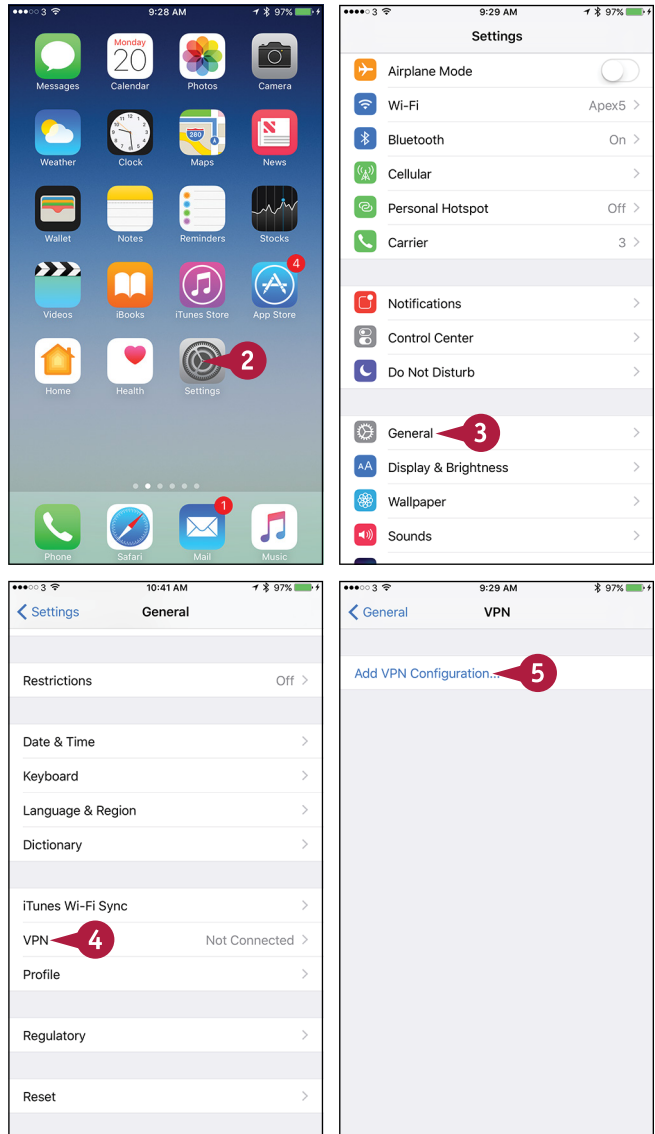 3 9:28 AM 97%
Monday
20
Messages Calendar Photos Camera
280
Weather Clock Maps News
Wallet Notes Reminders Stocks
4
Videos iBooks iTunes Store App Store
2
Home Health Settings
1
Phone Safari Mail Music
3 9:29 AM 97%
Settings
Airplane Mode
Wi-Fi Apex5
Bluetooth On
Cellular
Personal Hotspot Off
Carrier 3
Notifications
Control Center
Do Not Disturb
General 3
AA Display & Brightness
Wallpaper
Sounds
3 10:41 AM 97%
Settings General
Restrictions Off
Date & Time
Keyboard
Language & Region
Dictionary
iTunes Wi-Fi Sync
VPN 4 Not Connected
Profile
Regulatory
Reset
3 9:29 AM 97%
General VPN
Add VPN Configuration... 5